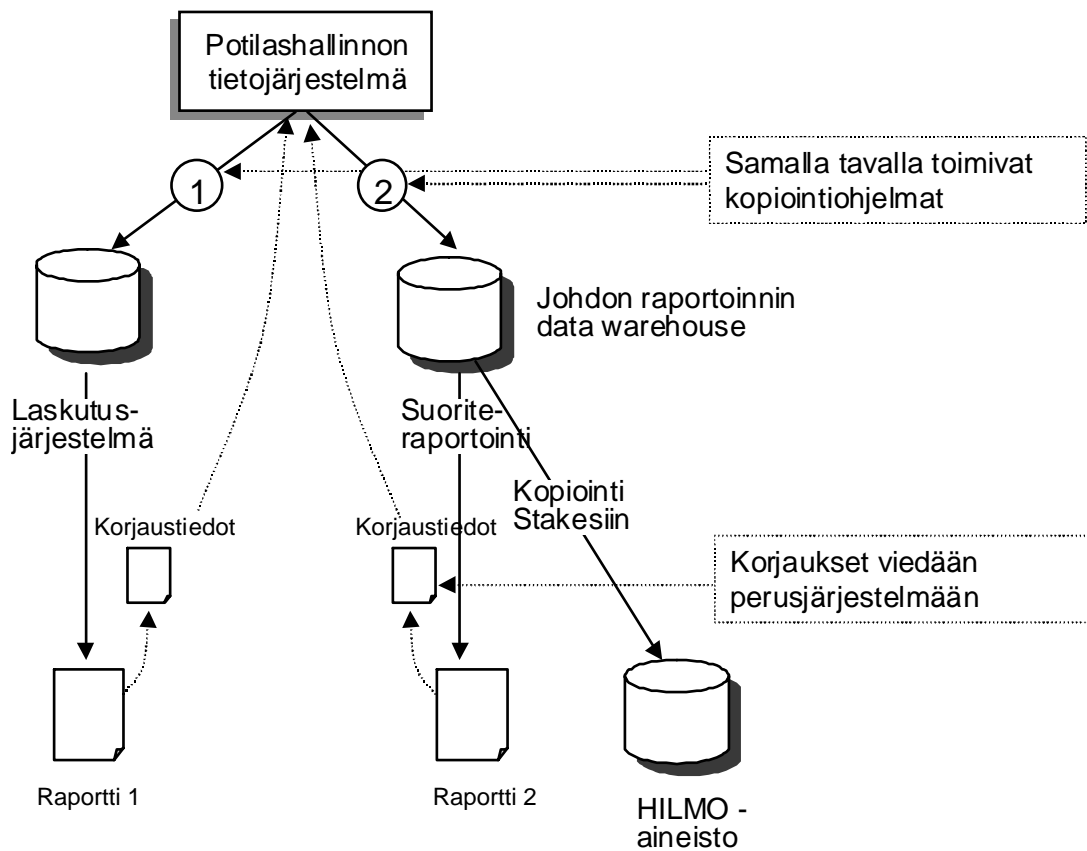 Potilashallinnon
tietojärjestelmä
1
2
Samalla tavalla toimivat
kopiointiohjelmat
Johdon raportoinnin
data warehouse
Laskutus-
järjestelmä
Suorite-
raportointi
Kopiointi
Stakesiin
Korjaustiedot
Korjaustiedot
Korjaukset viedään
perusjärjestelmään
Raportti 1
Raportti 2
HILMO -
aineisto